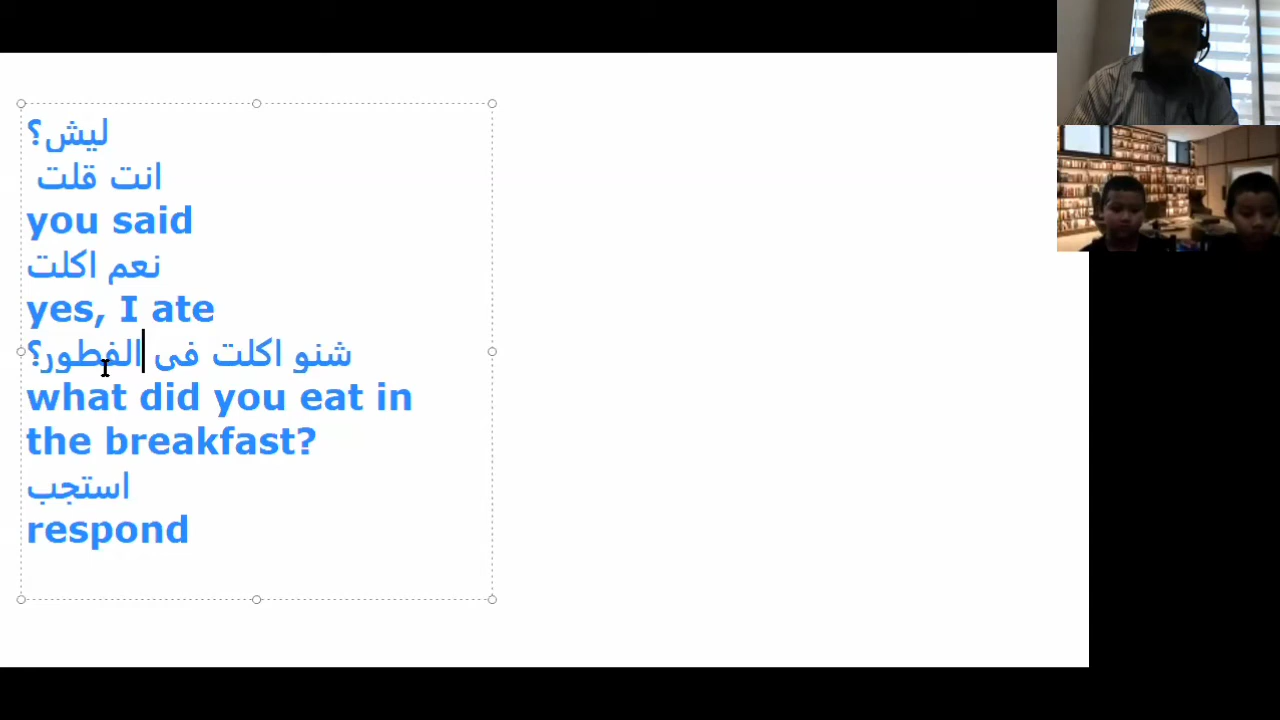 ليش؟
انت قلت
you said
نعم اكلت
yes, I ate
شنو اكلت فى الفطور؟
what did you eat in
the breakfast?
استجب
respond